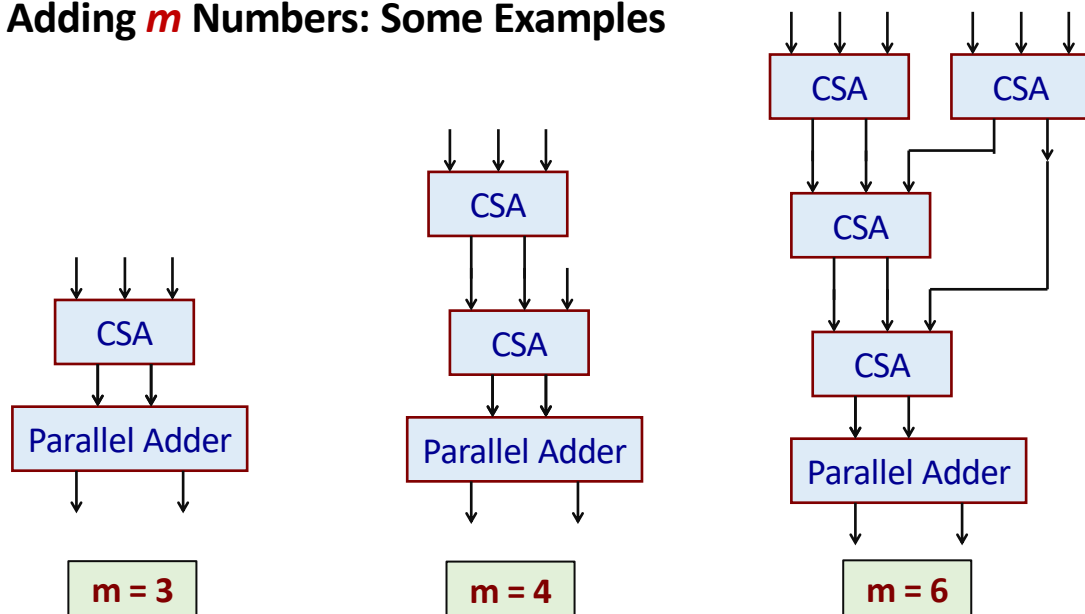 Adding m Numbers: Some Examples
CSA
Parallel Adder
m = 3
CSA
CSA
Parallel Adder
m = 4
CSA
CSA
CSA
CSA
Parallel Adder
m = 6